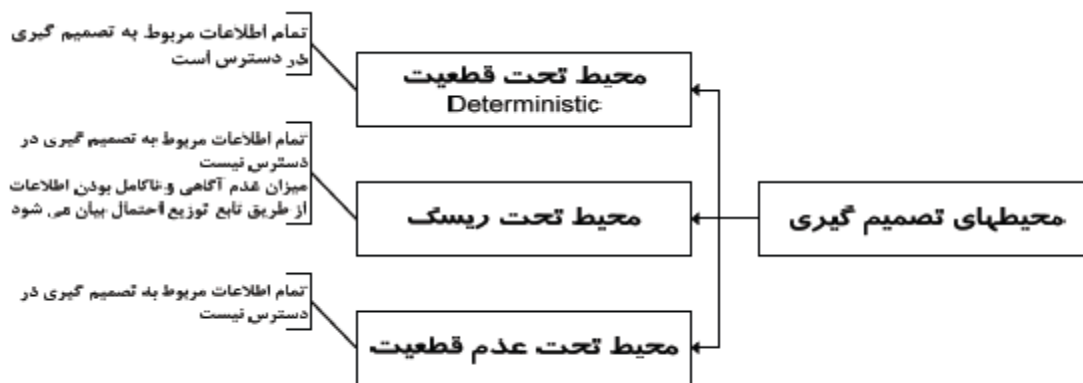 محیطهای تصمیم گیری
محیط تحت قطعیت
Deterministic
تمام اطلاعات مربوط به تصمیم گیری
در دسترس است
محیط تحت ریسک
تمام اطلاعات مربوط به تصمیم گیری در
دسترس نیست
میزان عدم آگاهی و ناکامل بودن اطلاعات
از طریق تابع توزیع احتمال بیان می شود
محیط تحت عدم قطعیت
تمام اطلاعات مربوط به تصمیم گیری در
دسترس نیست